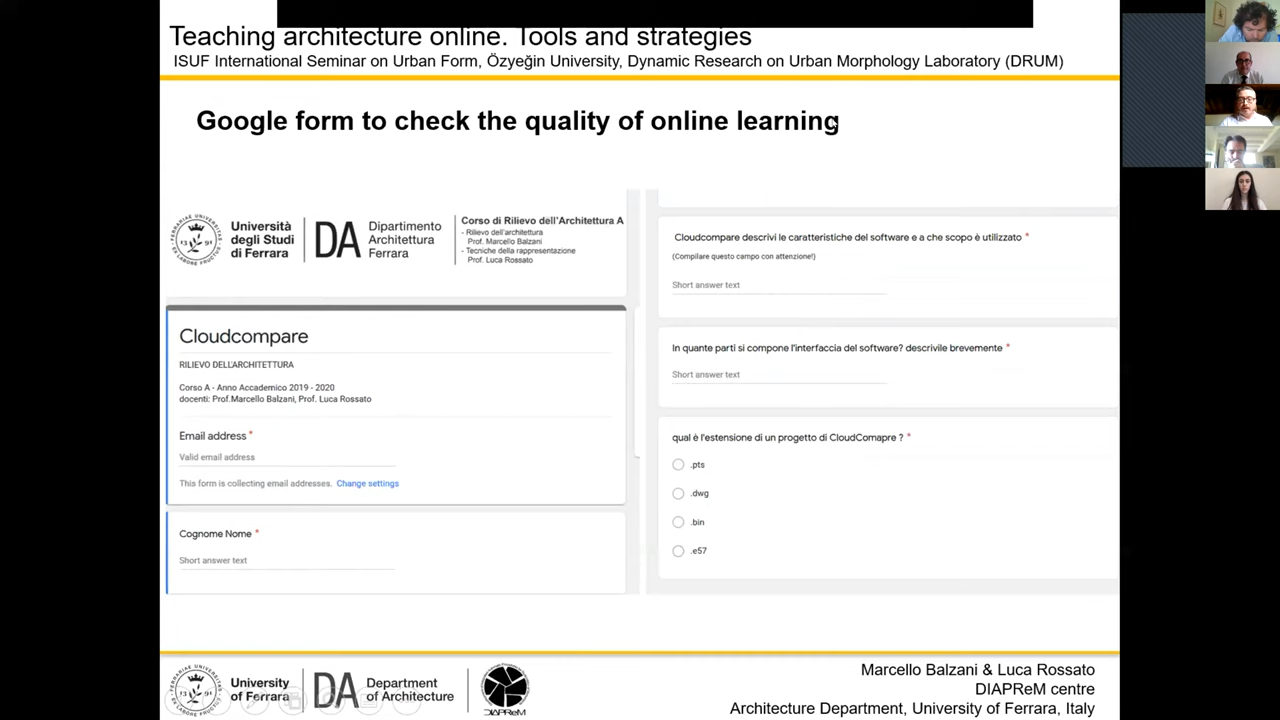 Teaching architecture online. Tools and strategies
ISUF International Seminar on Urban Form, Özyeğin University, Dynamic Research on Urban Morphology Laboratory (DRUM)
Google form to check the quality of online learning
Università
degli Studi
di Ferrara
DA
Dipartimento
Architettura
Ferrara
Corso di Rilievo dell'Architettura A
- Rilievo dell'architettura
Prof. Marcello Balzani
- Tecniche della rappresentazione
Prof. Luca Rossato
Cloudcompare
RILIEVO DELL'ARCHITETTURA
Corso A - Anno Accademico 2019 - 2020
docenti: Prof.Marcello Balzani, Prof. Luca Rossato
Email address *
Valid email address
This form is collecting email addresses. Change settings
Cognome Nome *
Short answer text
Cloudcompare descrivi le caratteristiche del software e a che scopo è utilizzato *
(Compilare questo campo con attenzione!)
Short answer text
In quante parti si compone l'interfaccia del software? descrivile brevemente *
Short answer text
qual è l'estensione di un progetto di CloudComapre ? *
.pts
.dwg
.bin
.e57
University
of Ferrara
DA
Department
of Architecture
DIAPReM
Marcello Balzani & Luca Rossato
DIAPReM centre
Architecture Department, University of Ferrara, Italy